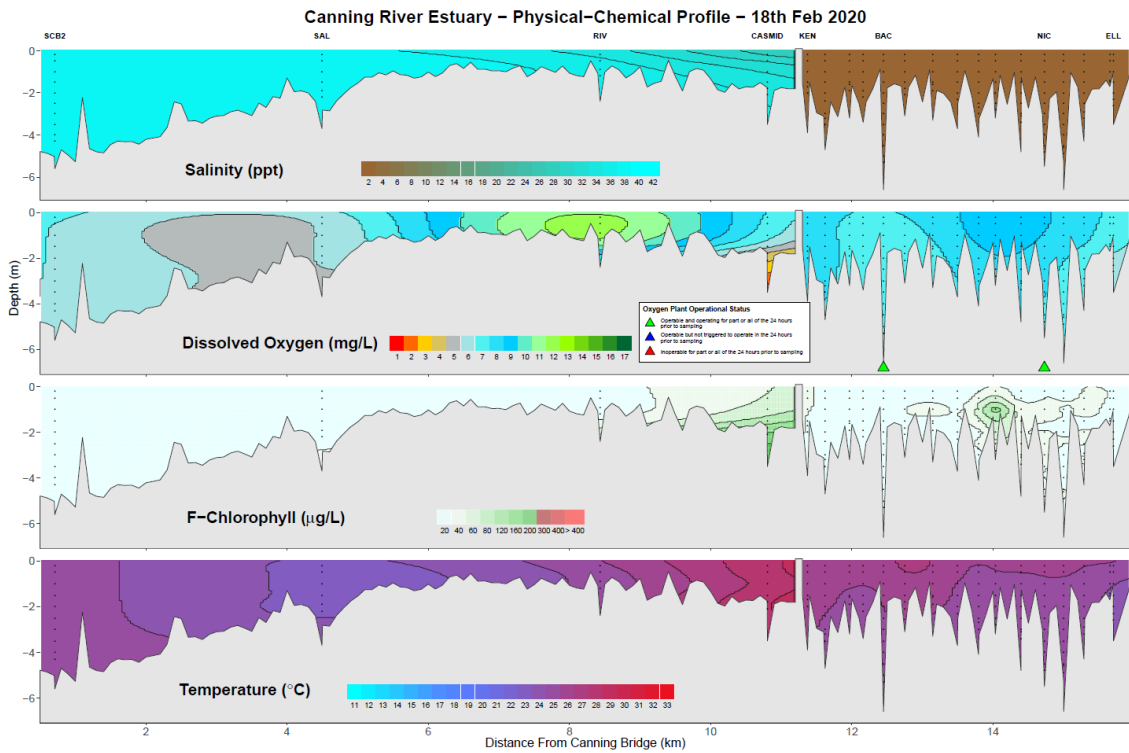 Canning River Estuary − Physical−Chemical Profile − 18th Feb 2020
SCB2 SAL RIV CASMID KEN BAC NIC ELL
0
−2
−4
−6
Salinity (ppt)
2 4 6 8 10 14 16 18 20 22 24 26 28 30 34 36 38 40 42
0
−2
−4
−6
Dissolved Oxygen (mg/L)
1 2 3 4 5 6 7 8 9 10 11 12 13 14 15 16 17
Oxygen Plant Operational Status
Operable and operating for part or all of the 24 hours
prior to sampling
Operable but not triggered to operate in the 24 hours
prior to sampling
Inoperable for part or all of the 24 hours prior to sampling
Depth (m)
0
−2
−4
−6
F−Chlorophyll (μg/L)
20 40 60 80 120 160 200 300 400 > 400
0
−2
−4
−6
Temperature (°C)
11 12 13 14 15 16 17 18 19 20 21 22 24 25 26 27 28 29 30 31 32 33
2 4 6 8 10 12 14
Distance From Canning Bridge (km)